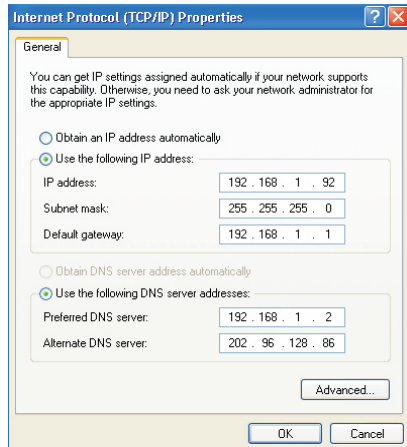 Internet Protocol (TCP/IP) Properties
General
You can get IP settings assigned automatically if your network supports
this capability. Otherwise, you need to ask your network administrator for
the appropriate IP settings.
Obtain an IP address automatically
Use the following IP address:
IP address: 192 . 168 . 1 . 92
Subnet mask: 255 . 255 . 255 . 0
Default gateway: 192 . 168 . 1 . 1
Obtain DNS server address automatically
Use the following DNS server addresses:
Preferred DNS server: 192 . 168 . 1 . 2
Alternate DNS server: 202 . 96 . 128 . 86
Advanced...
OK Cancel